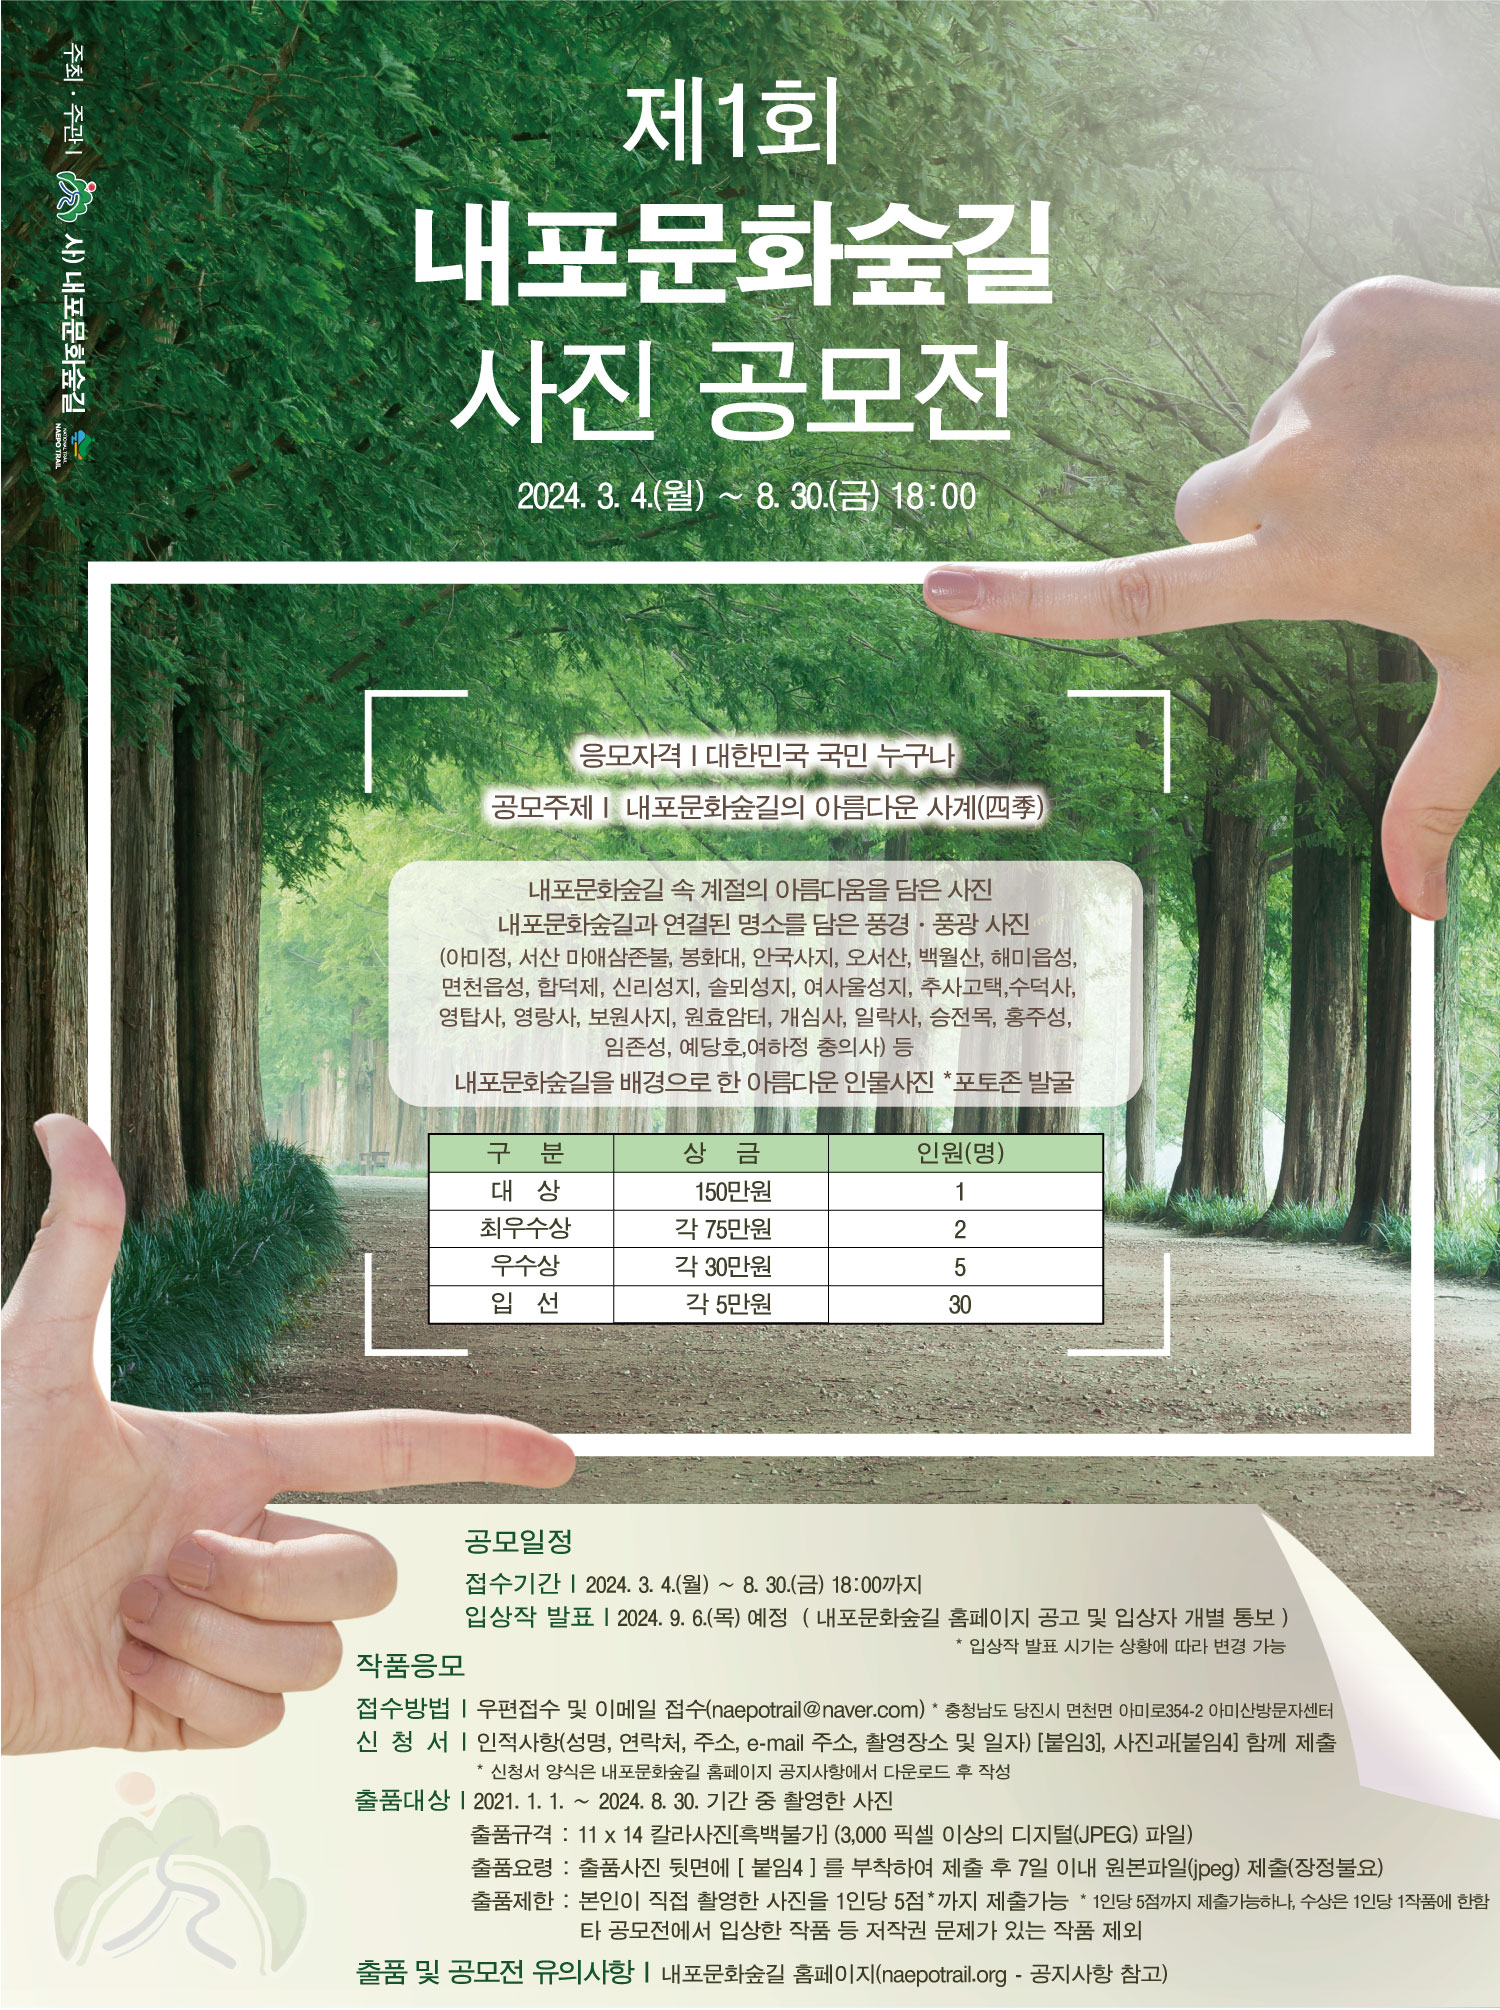 주최·주관 | 사)내포문화숲길 NATIONAL TRAIL NAEPO TRAIL
제1회
내포문화숲길
사진 공모전
2024. 3. 4.(월) ~ 8. 30.(금) 18:00
응모자격 | 대한민국 국민 누구나
공모주제 | 내포문화숲길의 아름다운 사계(四季)
내포문화숲길 속 계절의 아름다움을 담은 사진
내포문화숲길과 연결된 명소를 담은 풍경·풍광 사진
(아미정, 서산 마애삼존불, 봉화대, 안국사지, 오서산, 백월산, 해미읍성,
면천읍성, 합덕제, 신리성지, 솔뫼성지, 여사울성지, 추사고택,수덕사,
영탑사, 영랑사, 보원사지, 원효암터, 개심사, 일락사, 승전목, 홍주성,
임존성, 예당호,여하정 충의사) 등
내포문화숲길을 배경으로 한 아름다운 인물사진 *포토존 발굴
구 분 상 금 인원(명)
대 상 150만원 1
최우수상 각 75만원 2
우수상 각 30만원 5
입 선 각 5만원 30
공모일정
접수기간 | 2024. 3. 4.(월) ~ 8. 30.(금) 18:00까지
입상작 발표 | 2024. 9. 6.(목) 예정 ( 내포문화숲길 홈페이지 공고 및 입상자 개별 통보 )
* 입상작 발표 시기는 상황에 따라 변경 가능
작품응모
접수방법 | 우편접수 및 이메일 접수(naepotrail@naver.com) * 충청남도 당진시 면천면 아미로354-2 아미산방문자센터
신 청 서 | 인적사항(성명, 연락처, 주소, e-mail 주소, 촬영장소 및 일자) [붙임3], 사진과[붙임4] 함께 제출
* 신청서 양식은 내포문화숲길 홈페이지 공지사항에서 다운로드 후 작성
출품대상 | 2021. 1. 1. ~ 2024. 8. 30. 기간 중 촬영한 사진
출품규격 : 11 x 14 칼라사진[흑백불가] (3,000 픽셀 이상의 디지털(JPEG) 파일)
출품요령 : 출품사진 뒷면에 [ 붙임4 ] 를 부착하여 제출 후 7일 이내 원본파일(jpeg) 제출(장정불요)
출품제한 : 본인이 직접 촬영한 사진을 1인당 5점*까지 제출가능 * 1인당 5점까지 제출가능하나, 수상은 1인당 1작품에 한함
타 공모전에서 입상한 작품 등 저작권 문제가 있는 작품 제외
출품 및 공모전 유의사항 | 내포문화숲길 홈페이지(naepotrail.org - 공지사항 참고)